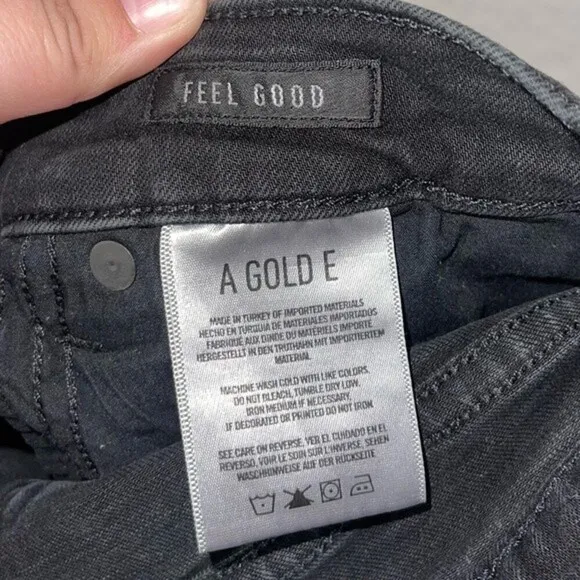 FEEL GOOD
A GOLD E
MADE IN TURKEY OF IMPORTED MATERIALS
HECHO EN TURQUIA DE MATERIALES IMPORTADOS
FABRIQUE AUX DINDE DU MATERIELS IMPORTÉ
HERGESTELLT IN DEN TRUTHAHN MIT IMPORTIERTEM
MATERIAL
MACHINE WASH COLD WITH LIKE COLORS.
DO NOT BLEACH, TUMBLE DRY LOW.
IRON MEDIUM IF NECESSARY.
IF DECORATED OR PRINTED DO NOT IRON
SEE CARE ON REVERSE, VER EL CUIDADO EN EL
REVERSO, VOIR LE SOIN SUR L'INVERSE, SEHEN
WASCHHINWEISE AUF DER RÜCKSEITE